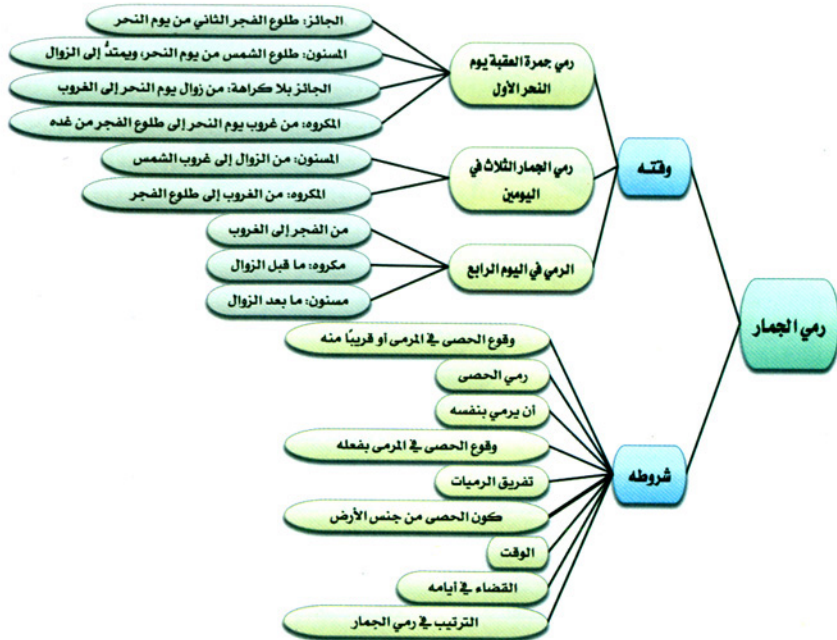 رمي الجمار
وقتـه
رمي جمرة العقبة يوم
النحر الأول
الجائز: طلوع الفجر الثاني من يوم النحر
المسنون: طلوع الشمس من يوم النحر، ويمتدُّ إلى الزوال
الجائز بلا كراهة: من زوال يوم النحر إلى الغروب
المكروه: من غروب يوم النحر إلى طلوع الفجر من غده
رمي الجمار الثلاث في
اليومين
المسنون: من الزوال إلى غروب الشمس
المكروه: من الغروب إلى طلوع الفجر
الرمي في اليوم الرابع
من الفجر إلى الغروب
مكروه: ما قبل الزوال
مسنون: ما بعد الزوال
شروطه
وقوع الحصى في المرمى أو قريبًا منه
رمي الحصى
أن يرمي بنفسه
وقوع الحصى في المرمى بفعله
تفريق الرميات
كون الحصى من جنس الأرض
الوقت
القضاء في أيامه
الترتيب في رمي الجمار